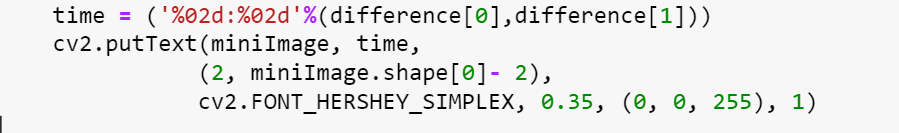 time = ('%02d:%02d'%(difference[0],difference[1]))
cv2.putText(miniImage, time,
(2, miniImage.shape[0]- 2),
cv2.FONT_HERSHEY_SIMPLEX, 0.35, (0, 0, 255), 1)